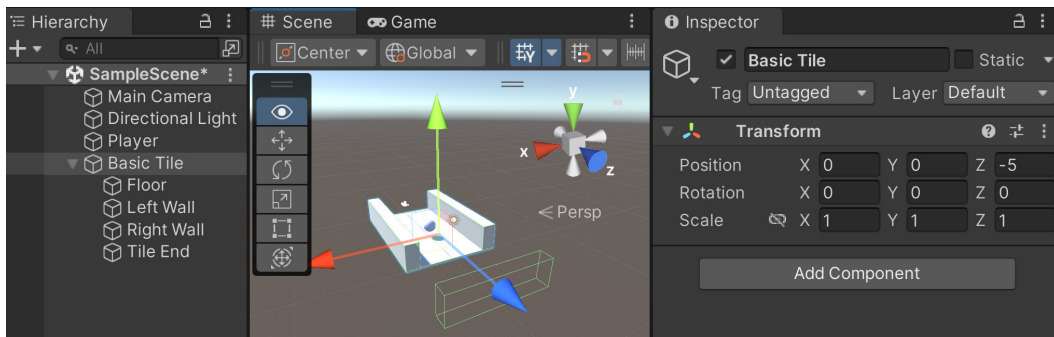 Hierarchy
All
SampleScene*
Main Camera
Directional Light
Player
Basic Tile
Floor
Left Wall
Right Wall
Tile End
Scene Game
Center Global
y
x
z
Persp
Inspector
Basic Tile Static
Tag Untagged Layer Default
Transform
Position X 0 Y 0 Z -5
Rotation X 0 Y 0 Z 0
Scale X 1 Y 1 Z 1
Add Component